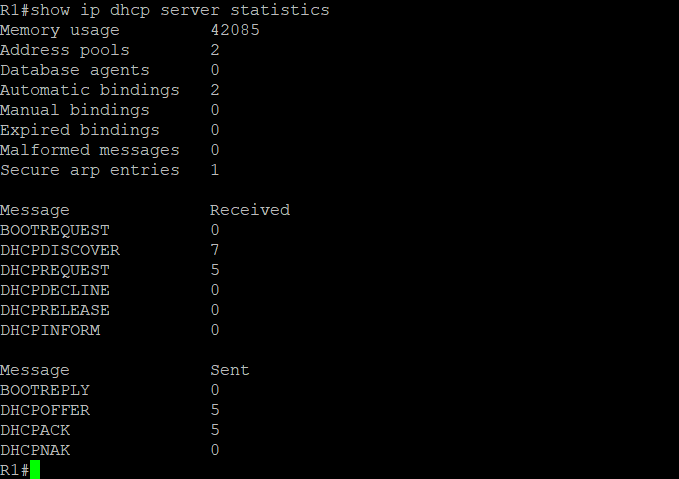 R1#show ip dhcp server statistics
Memory usage 42085
Address pools 2
Database agents 0
Automatic bindings 2
Manual bindings 0
Expired bindings 0
Malformed messages 0
Secure arp entries 1
Message Received
BOOTREQUEST 0
DHCPDISCOVER 7
DHCPREQUEST 5
DHCPDECLINE 0
DHCPRELEASE 0
DHCPINFORM 0
Message Sent
BOOTREPLY 0
DHCPOFFER 5
DHCPACK 5
DHCPNAK 0
R1#